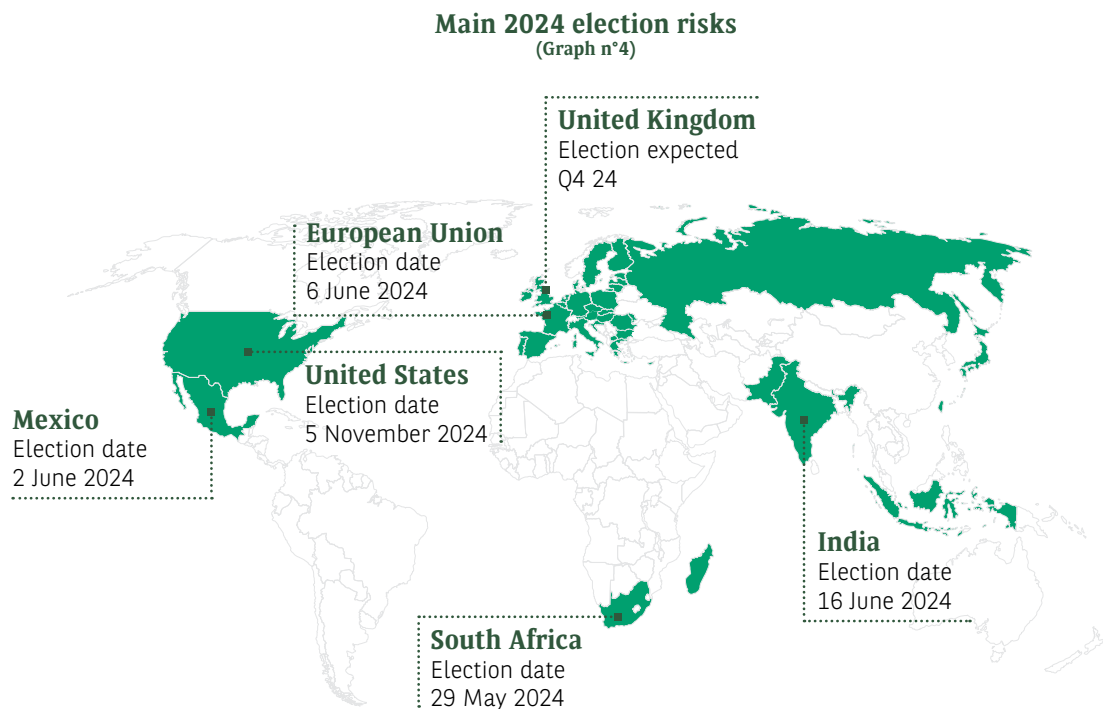 Main 2024 election risks
(Graph n°4)
United Kingdom
Election expected
Q4 24
European Union
Election date
6 June 2024
United States
Election date
5 November 2024
Mexico
Election date
2 June 2024
India
Election date
16 June 2024
South Africa
Election date
29 May 2024